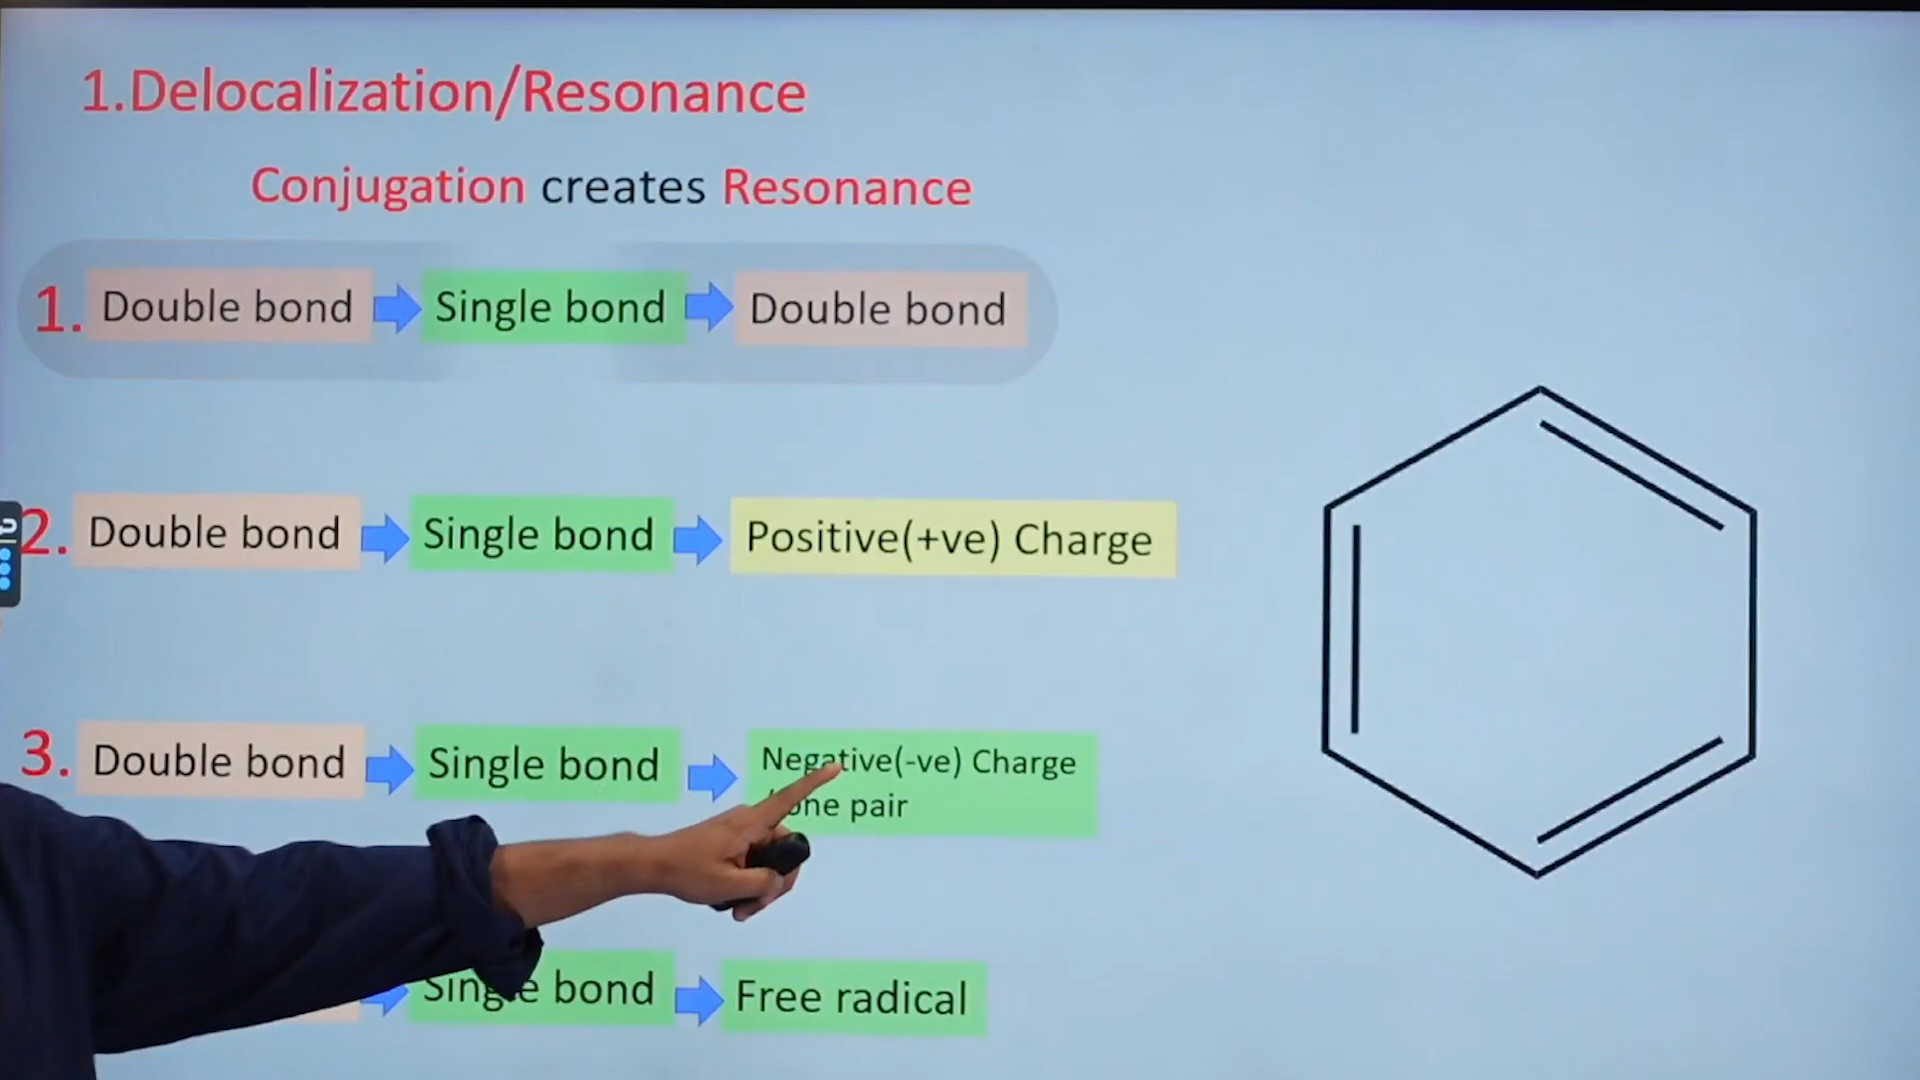 1.Delocalization/Resonance
Conjugation creates Resonance
1. Double bond Single bond Double bond
2. Double bond Single bond Positive(+ve) Charge
3. Double bond Single bond Negative(-ve) Charge
pair
Single bond Free radical